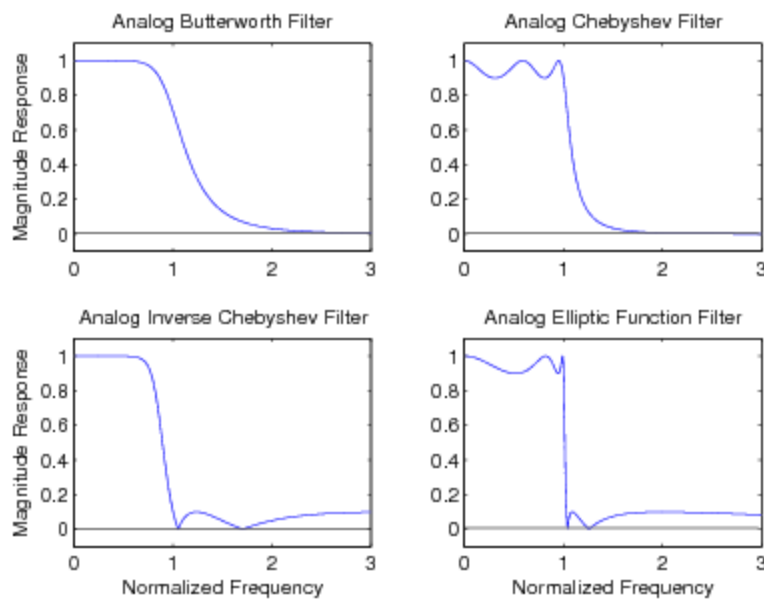 Analog Butterworth Filter
Magnitude Response
1
0.8
0.6
0.4
0.2
0
0 1 2 3
Analog Chebyshev Filter
1
0.8
0.6
0.4
0.2
0
0 1 2 3
Analog Inverse Chebyshev Filter
Magnitude Response
1
0.8
0.6
0.4
0.2
0
0 1 2 3
Normalized Frequency
Analog Elliptic Function Filter
1
0.8
0.6
0.4
0.2
0
0 1 2 3
Normalized Frequency